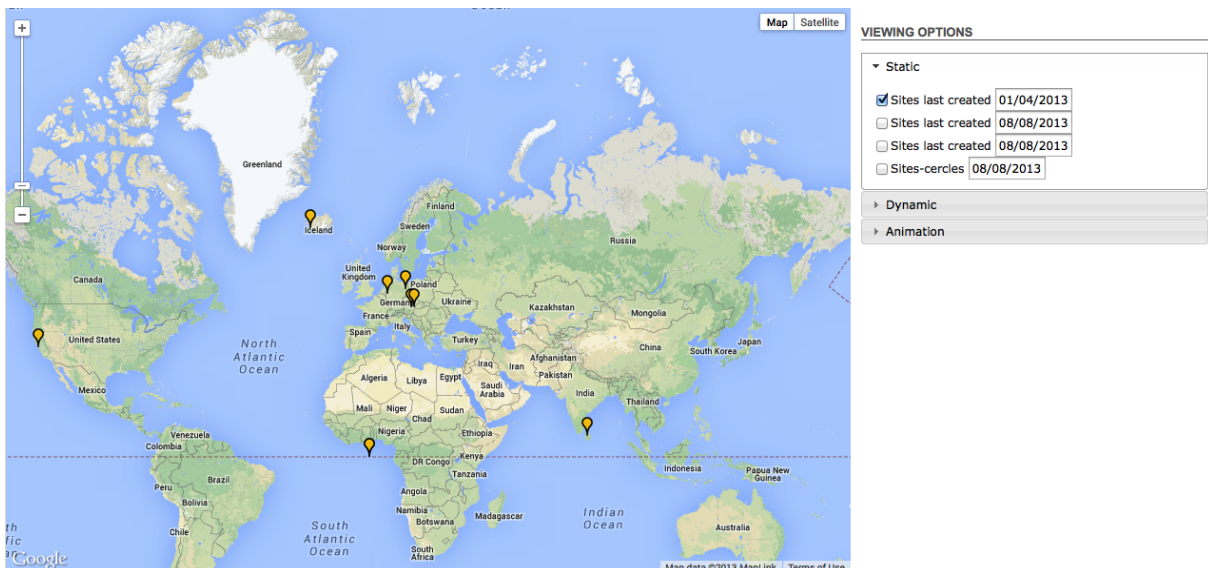 Map Satellite
Greenland
Iceland
Finland
Sweden
Norway
Russia
United
Kingdom
Poland
Germany
Ukraine
France
Italy
Spain
Turkey
Kazakhstan
Mongolia
China
South Korea
Japan
Canada
United States
North
Atlantic
Ocean
Mexico
Algeria
Libya
Egypt
Iraq
Iran
Afghanistan
Pakistan
Saudi
Arabia
India
Thailand
Mali
Niger
Chad
Sudan
Nigeria
Ethiopia
Venezuela
Colombia
DR Congo
Kenya
Tanzania
Indonesia
Papua New
Guinea
Peru
Brazil
Bolivia
Angola
Namibia
Botswana
Madagascar
Indian
Ocean
Australia
Chile
South
Atlantic
Ocean
South
Africa
Google
Map data ©2013 MapLink Terms of Use
VIEWING OPTIONS
Static
Sites last created 01/04/2013
Sites last created 08/08/2013
Sites last created 08/08/2013
Sites-cercles 08/08/2013
Dynamic
Animation